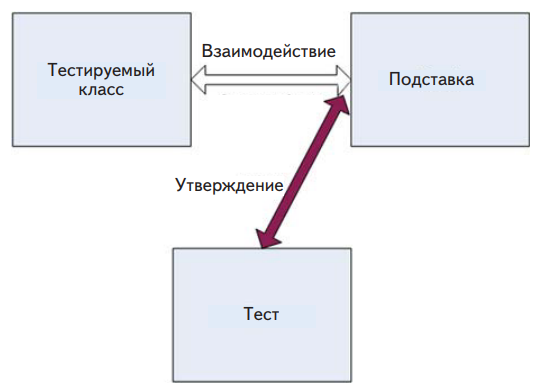 Взаимодействие
Тестируемый
класс
Подставка
Утверждение
Тест